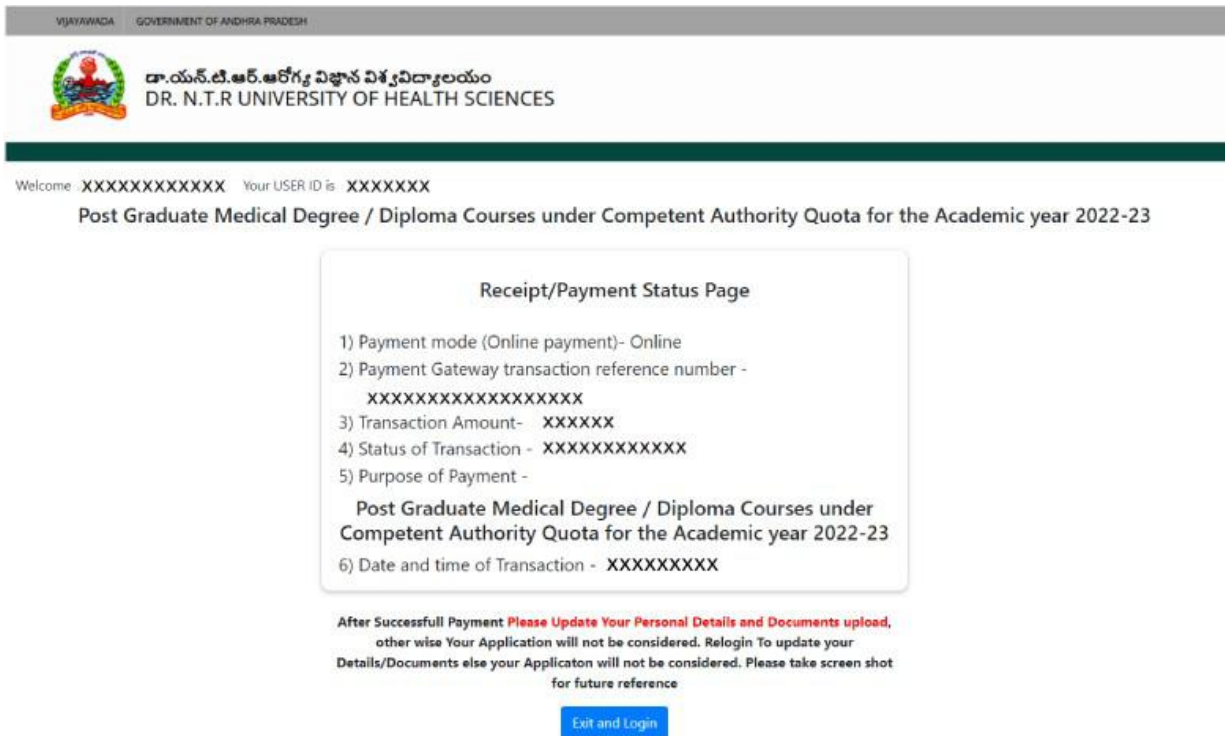 VIJAYAWADA GOVERNMENT OF ANDHRA PRADESH
డా.యన్.టి.ఆర్.ఆరోగ్య విజ్ఞాన విశ్వవిద్యాలయం
DR. N.T.R UNIVERSITY OF HEALTH SCIENCES
Welcome XXXXXXXXXXXX Your USER ID is XXXXXXX
Post Graduate Medical Degree / Diploma Courses under Competent Authority Quota for the Academic year 2022-23
Receipt/Payment Status Page
1) Payment mode (Online payment)- Online
2) Payment Gateway transaction reference number -
XXXXXXXXXXXXXXXXXX
3) Transaction Amount- XXXXXX
4) Status of Transaction - XXXXXXXXXXXX
5) Purpose of Payment -
Post Graduate Medical Degree / Diploma Courses under
Competent Authority Quota for the Academic year 2022-23
6) Date and time of Transaction - XXXXXXXXX
After Successfull Payment Please Update Your Personal Details and Documents upload,
other wise Your Application will not be considered. Relogin To update your
Details/Documents else your Applicaton will not be considered. Please take screen shot
for future reference
Exit and Login